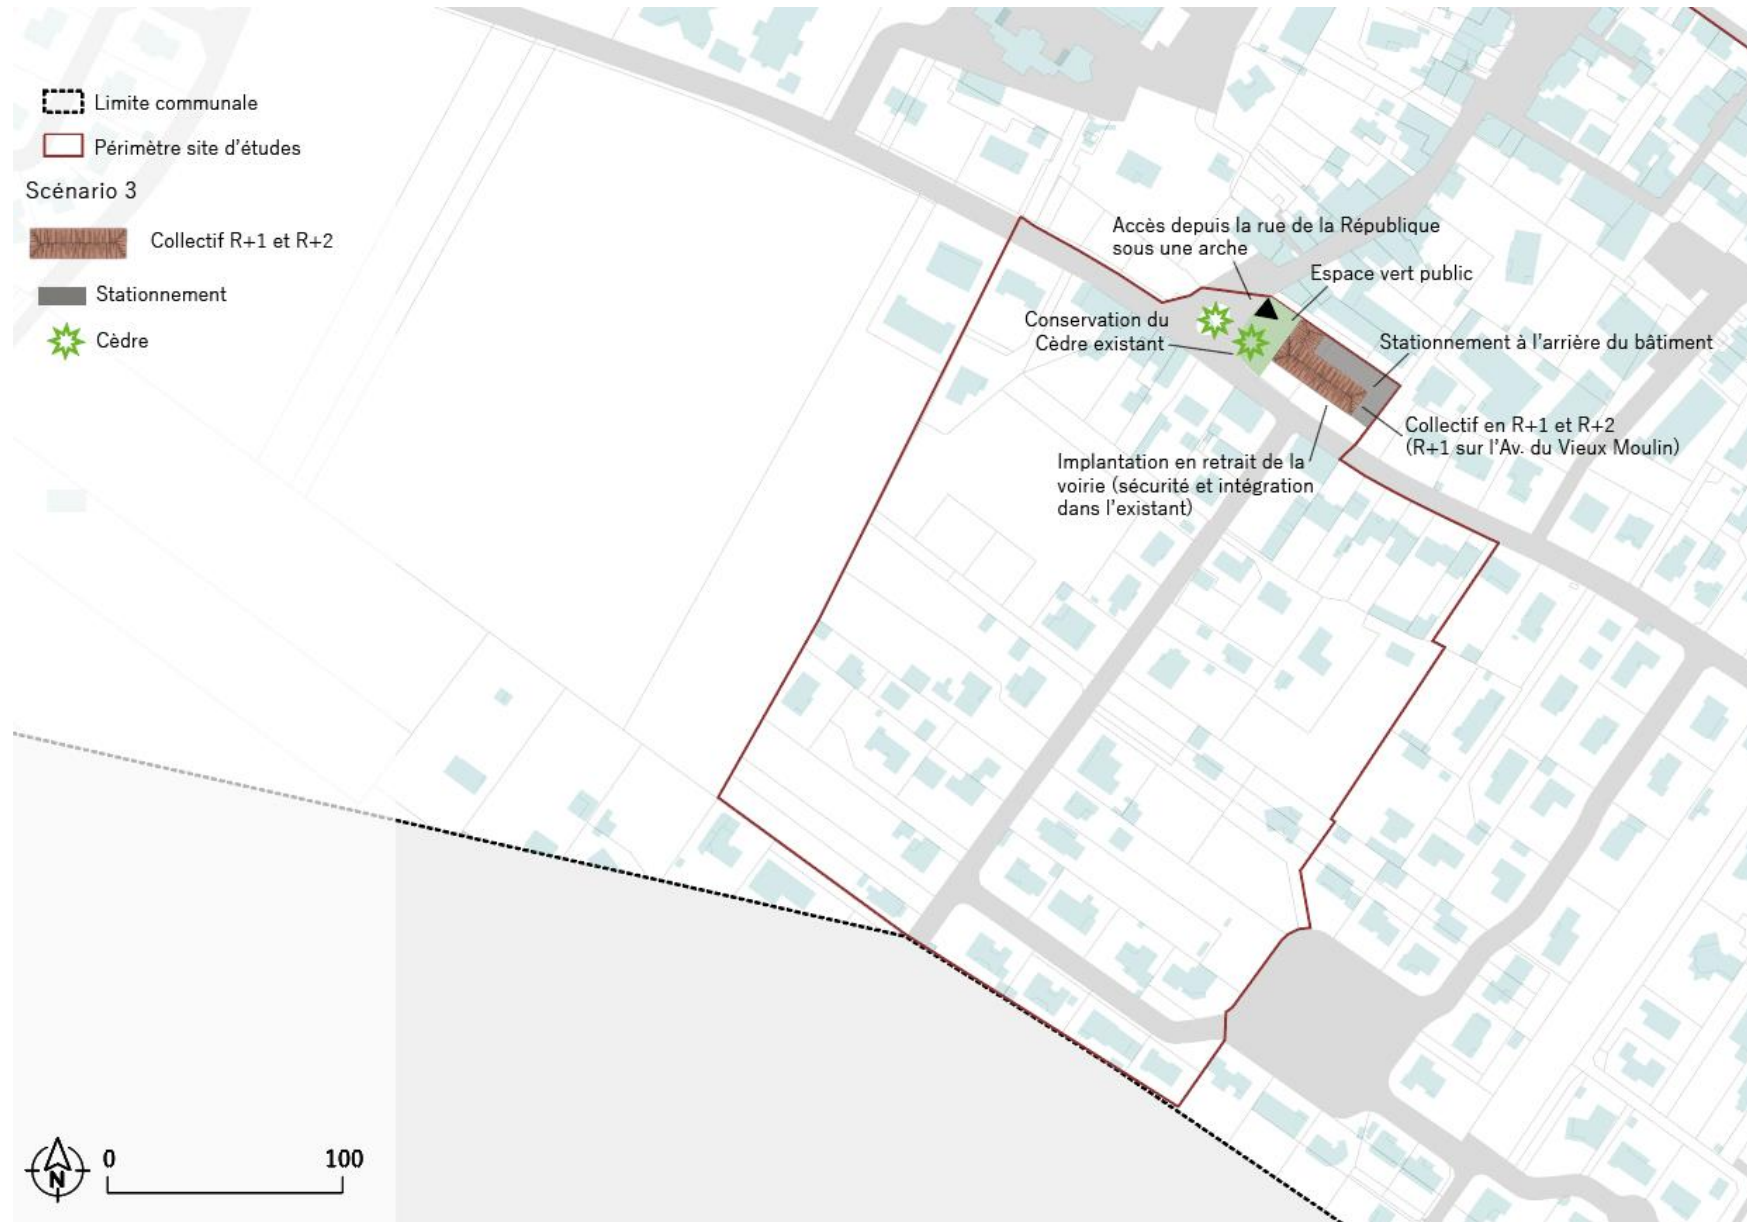 Limite communale
Périmètre site d'études
Scénario 3
Collectif R+1 et R+2
Stationnement
Cèdre
Accès depuis la rue de la République
sous une arche
Espace vert public
Conservation du
Cèdre existant
Stationnement à l'arrière du bâtiment
Collectif en R+1 et R+2
(R+1 sur l'Av. du Vieux Moulin)
Implantation en retrait de la
voirie (sécurité et intégration
dans l'existant)
N
0 100